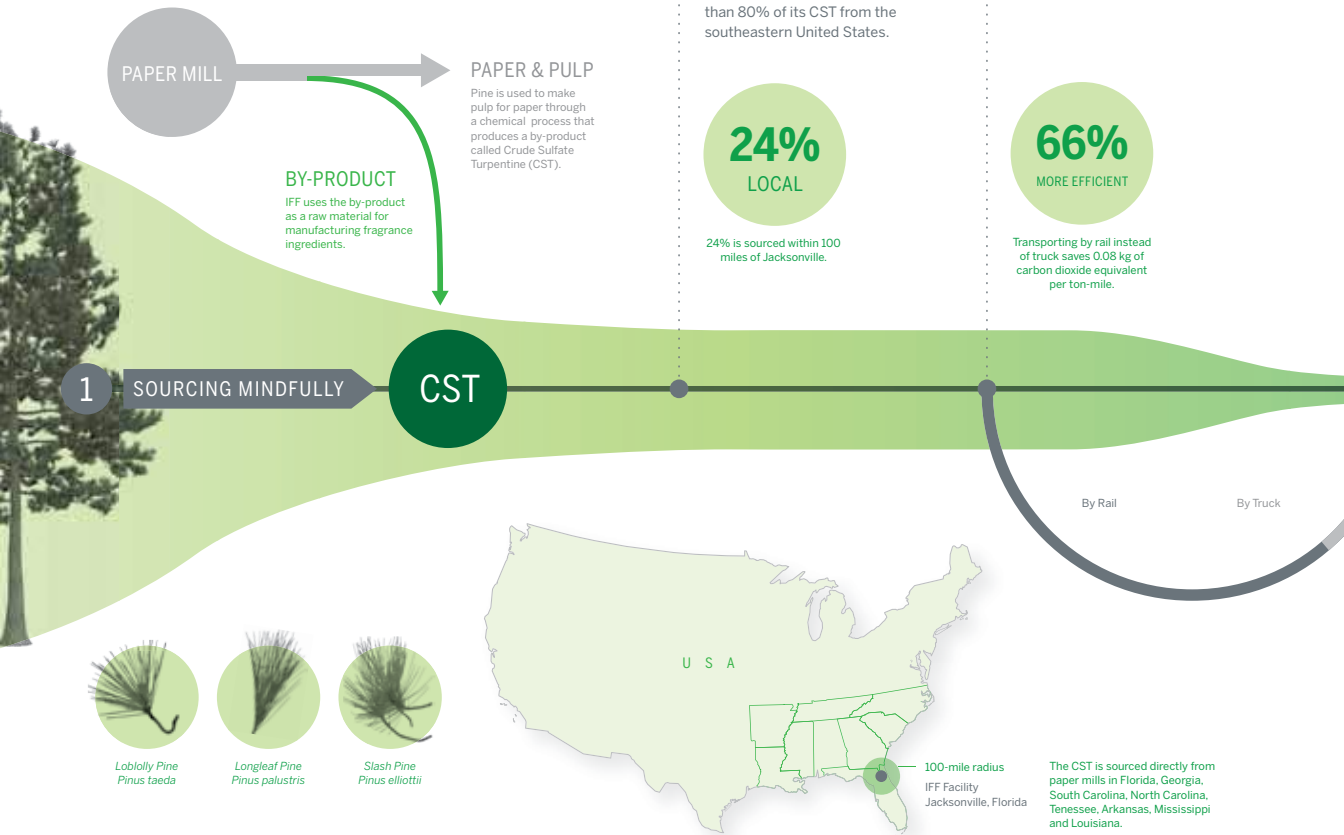 than 80% of its CST from the
southeastern United States.
PAPER MILL
PAPER & PULP
Pine is used to make
pulp for paper through
a chemical process that
produces a by-product
called Crude Sulfate
Turpentine (CST).
BY-PRODUCT
IFF uses the by-product
as a raw material for
manufacturing fragrance
ingredients.
24%
LOCAL
24% is sourced within 100
miles of Jacksonville.
66%
MORE EFFICIENT
Transporting by rail instead
of truck saves 0.08 kg of
carbon dioxide equivalent
per ton-mile.
1
SOURCING MINDFULLY
CST
By Rail
By Truck
USA
Loblolly Pine
Pinus taeda
Longleaf Pine
Pinus palustris
Slash Pine
Pinus elliottii
100-mile radius
IFF Facility
Jacksonville, Florida
The CST is sourced directly from
paper mills in Florida, Georgia,
South Carolina, North Carolina,
Tenessee, Arkansas, Mississippi
and Louisiana.